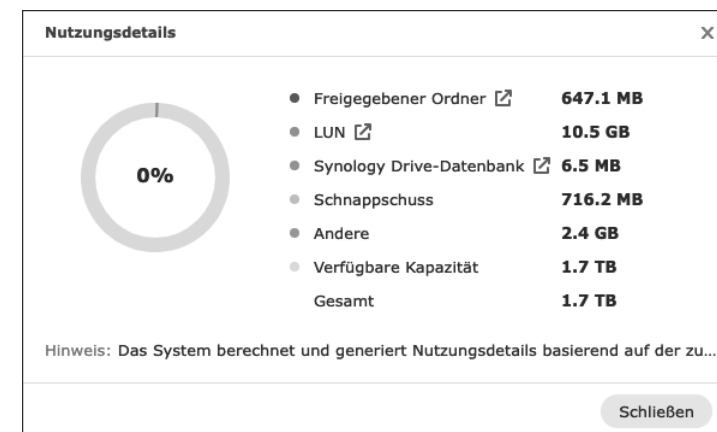 Nutzungsdetails
0%
Freigegebener Ordner 647.1 MB
LUN 10.5 GB
Synology Drive-Datenbank 6.5 MB
Schnappschuss 716.2 MB
Andere 2.4 GB
Verfügbare Kapazität 1.7 TB
Gesamt 1.7 TB
Hinweis: Das System berechnet und generiert Nutzungsdetails basierend auf der zu...
Schließen